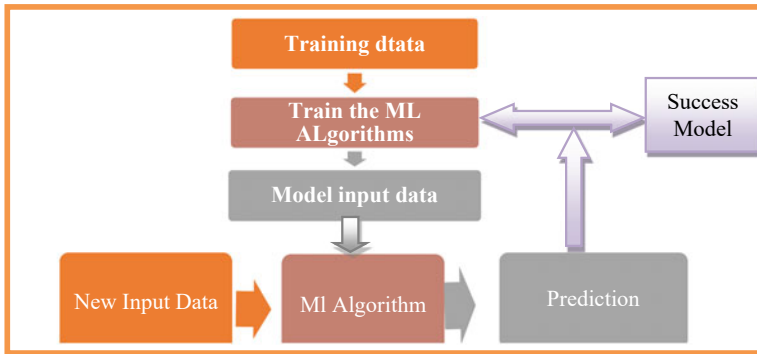 Training dtata
Train the ML
ALgorithms
Success
Model
Model input data
New Input Data
Ml Algorithm
Prediction